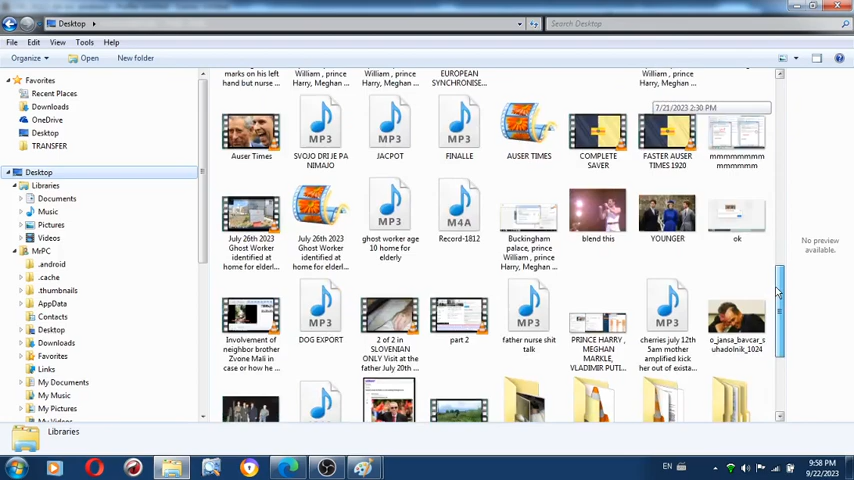 Desktop
Search Desktop
File Edit View Tools Help
Organize Open New folder
Favorites
Recent Places
Downloads
OneDrive
Desktop
TRANSFER
Desktop
Libraries
Documents
Music
Pictures
Videos
MrPC
.android
.cache
.thumbnails
AppData
Contacts
Desktop
Downloads
Favorites
Links
My Documents
My Music
My Pictures
My Videos
marks on his left
hand but nurse ...
William , prince
Harry, Meghan ...
William , prince
Harry, Meghan ...
EUROPEAN
SYNCHRONISE...
William , prince
Harry, Meghan ...
7/21/2023 2:30 PM
Auser Times
MP3
SVOJO DRI JE PA
NIMAJO
MP3
JACPOT
MP3
FINALLE
AUSER TIMES
COMPLETE
SAVER
FASTER AUSER
TIMES 1920
mmmmmmmm
mmmmmm
July 26th 2023
Ghost Worker
identified at
home for elderl...
July 26th 2023
Ghost Worker
identified at
home for elderl...
MP3
ghost worker age
10 home for
elderly
M4A
Record-1812
Buckingham
palace, prince
William , prince
Harry, Meghan ...
blend this
YOUNGER
ok
Involvement of
neighbor brother
Zvone Mali in
case or how he ...
MP3
DOG EXPORT
2 of 2 in
SLOVENIAN
ONLY Visit at the
father July 20th...
part 2
MP3
father nurse shit
talk
PRINCE HARRY ,
MEGHAN
MARKLE,
VLADIMIR PUTI...
MP3
cherries july 12th
5am mother
amplified kick
her out of exista...
o_jansa_bavcar_s
uhadolnik_1024
No preview
available.
Libraries
EN
9:58 PM
9/22/2023